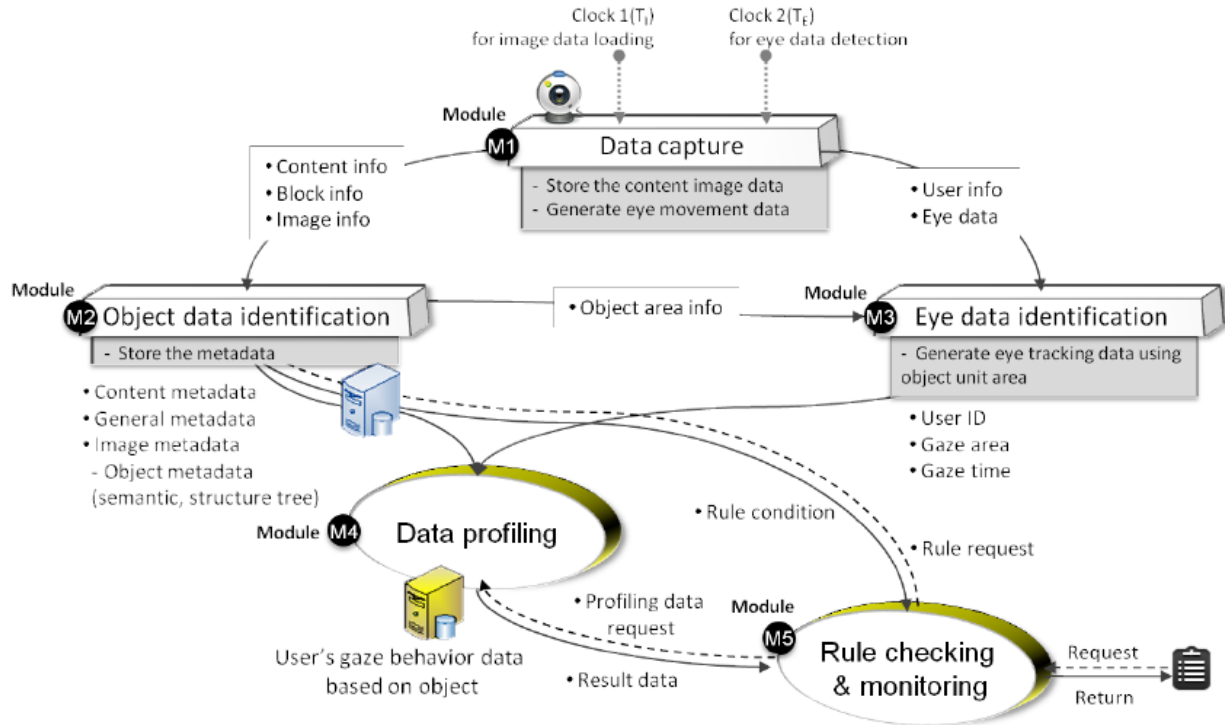 Clock 1(T_I)
for image data loading
Clock 2(T_E)
for eye data detection
Module
M1
Data capture
- Store the content image data
- Generate eye movement data
• Content info
• Block info
• Image info
• User info
• Eye data
Module
M2
Object data identification
- Store the metadata
• Object area info
Module
M3
Eye data identification
- Generate eye tracking data using
object unit area
• Content metadata
• General metadata
• Image metadata
- Object metadata
(semantic, structure tree)
• User ID
• Gaze area
• Gaze time
Module
M4
Data profiling
• Rule condition
• Rule request
User's gaze behavior data
based on object
• Profiling data
request
• Result data
Module
M5
Rule checking
& monitoring
Request
Return